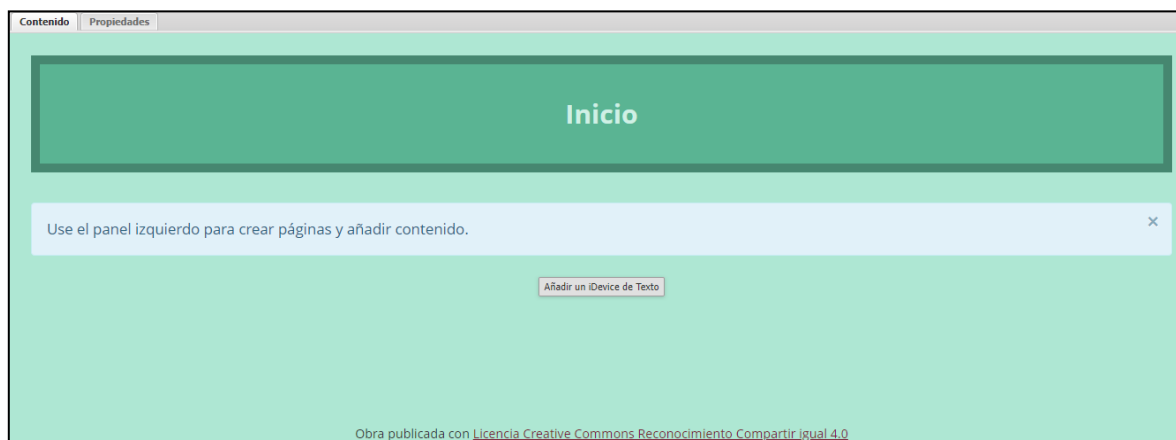 Contenido Propiedades
Inicio
Use el panel izquierdo para crear páginas y añadir contenido.
×
Añadir un iDevice de Texto
Obra publicada con Licencia Creative Commons Reconocimiento Compartir igual 4.0